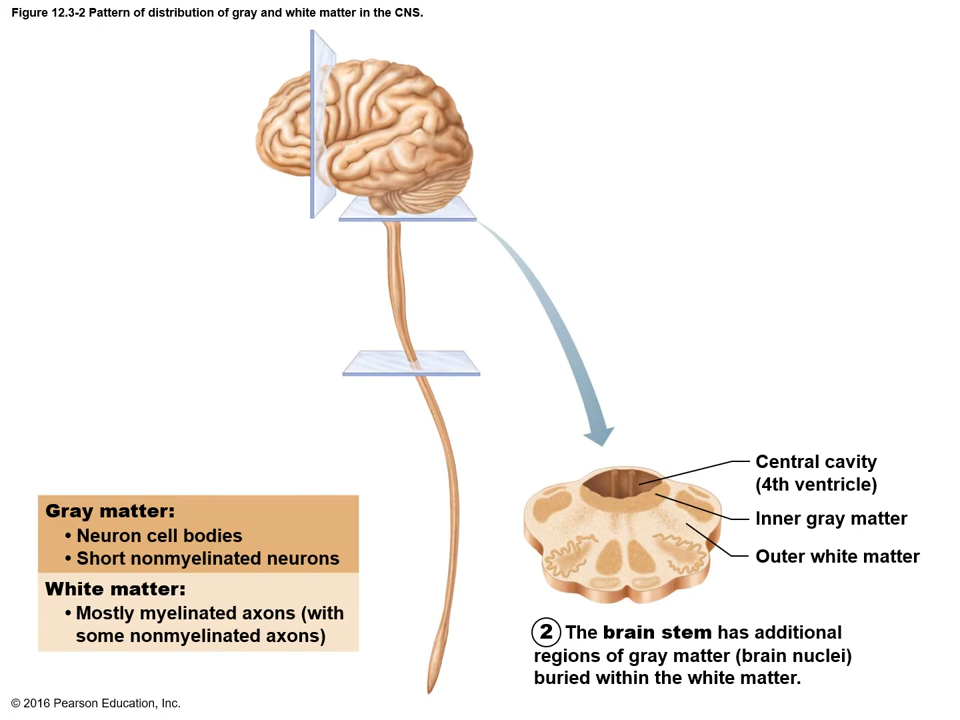 Figure 12.3-2 Pattern of distribution of gray and white matter in the CNS.
Central cavity
(4th ventricle)
Inner gray matter
Outer white matter
Gray matter:
• Neuron cell bodies
• Short nonmyelinated neurons
White matter:
• Mostly myelinated axons (with
some nonmyelinated axons)
2 The brain stem has additional
regions of gray matter (brain nuclei)
buried within the white matter.
© 2016 Pearson Education, Inc.